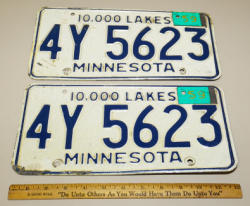 10,000 LAKES
4Y 5623
MINNESOTA
10,000 LAKES
4Y 5623
MINNESOTA
"Do Unto Others As You Would Have Them Do Unto You"